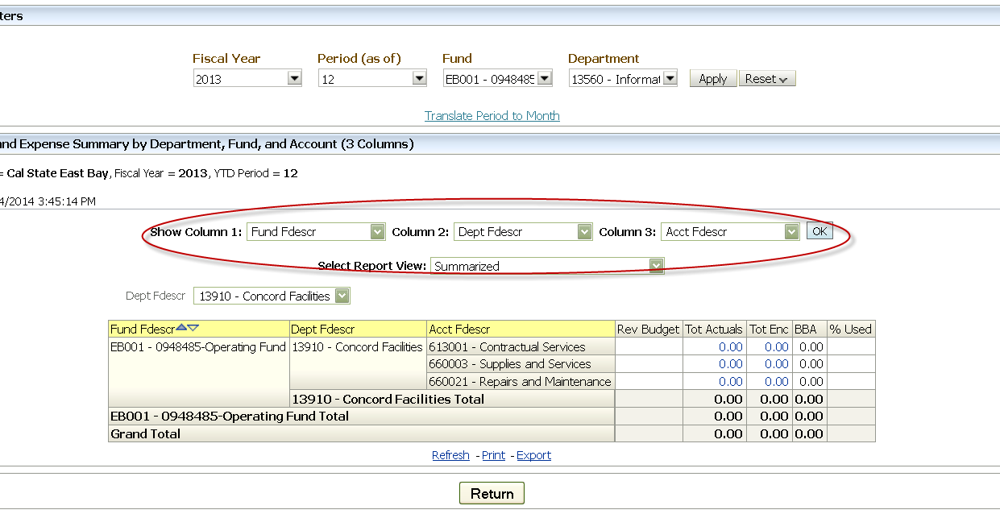 ters
Fiscal Year Period (as of) Fund Department
2013 12 EB001 - 0948485 13560 - Informat Apply Reset
Translate Period to Month
nd Expense Summary by Department, Fund, and Account (3 Columns)
= Cal State East Bay, Fiscal Year = 2013, YTD Period = 12
4/2014 3:45:14 PM
Show Column 1: Fund Fdescr Column 2: Dept Fdescr Column 3: Acct Fdescr OK
Select Report View: Summarized
Dept Fdescr 13910 - Concord Facilities
Fund Fdescr Dept Fdescr Acct Fdescr Rev Budget Tot Actuals Tot Enc BBA % Used
EB001 - 0948485-Operating Fund 13910 - Concord Facilities 613001 - Contractual Services 0.00 0.00 0.00
660003 - Supplies and Services 0.00 0.00 0.00
660021 - Repairs and Maintenance 0.00 0.00 0.00
13910 - Concord Facilities Total 0.00 0.00 0.00
EB001 - 0948485-Operating Fund Total 0.00 0.00 0.00
Grand Total 0.00 0.00 0.00
Refresh - Print - Export
Return